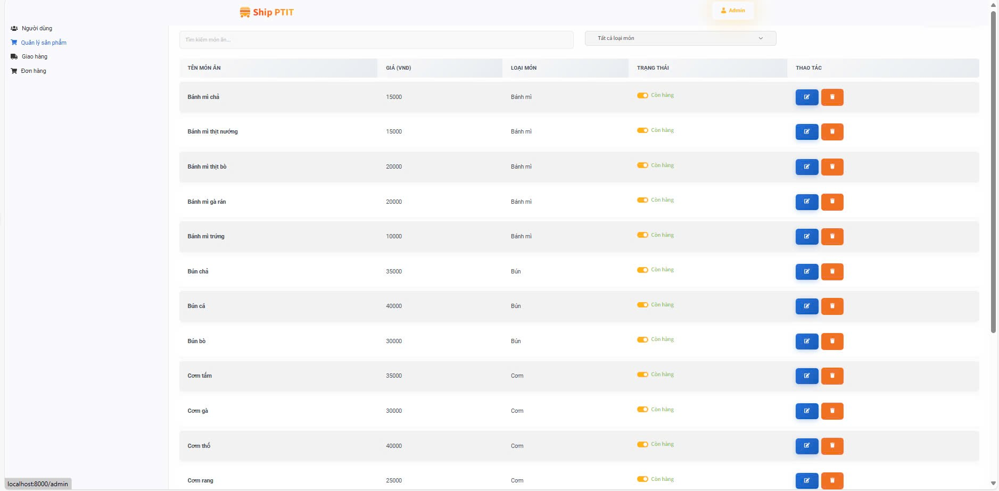 Ship PTIT
Admin
Người dùng
Quản lý sản phẩm
Giao hàng
Đơn hàng
Tìm kiếm món ăn...
Tất cả loại món
TÊN MÓN ĂN GIÁ (VND) LOẠI MÓN TRẠNG THÁI THAO TÁC
Bánh mì chả 15000 Bánh mì Còn hàng
Bánh mì thịt nướng 15000 Bánh mì Còn hàng
Bánh mì thịt bò 20000 Bánh mì Còn hàng
Bánh mì gà rán 20000 Bánh mì Còn hàng
Bánh mì trứng 10000 Bánh mì Còn hàng
Bún chả 35000 Bún Còn hàng
Bún cá 40000 Bún Còn hàng
Bún bò 30000 Bún Còn hàng
Cơm tấm 35000 Cơm Còn hàng
Cơm gà 30000 Cơm Còn hàng
Cơm thố 40000 Cơm Còn hàng
Cơm rang 25000 Cơm Còn hàng
localhost:8000/admin